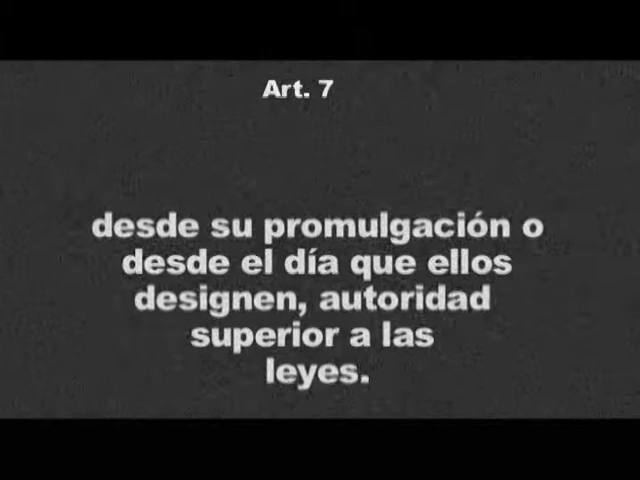 Art. 7
desde su promulgación o
desde el día que ellos
designen, autoridad
superior a las
leyes.